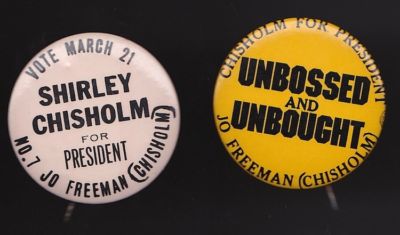 VOTE MARCH 21
SHIRLEY
CHISHOLM
FOR
PRESIDENT
NO. 7 JO FREEMAN (CHISHOLM)
CHISHOLM FOR PRESIDENT
UNBOSSED
AND
UNBOUGHT
JO FREEMAN (CHISHOLM)